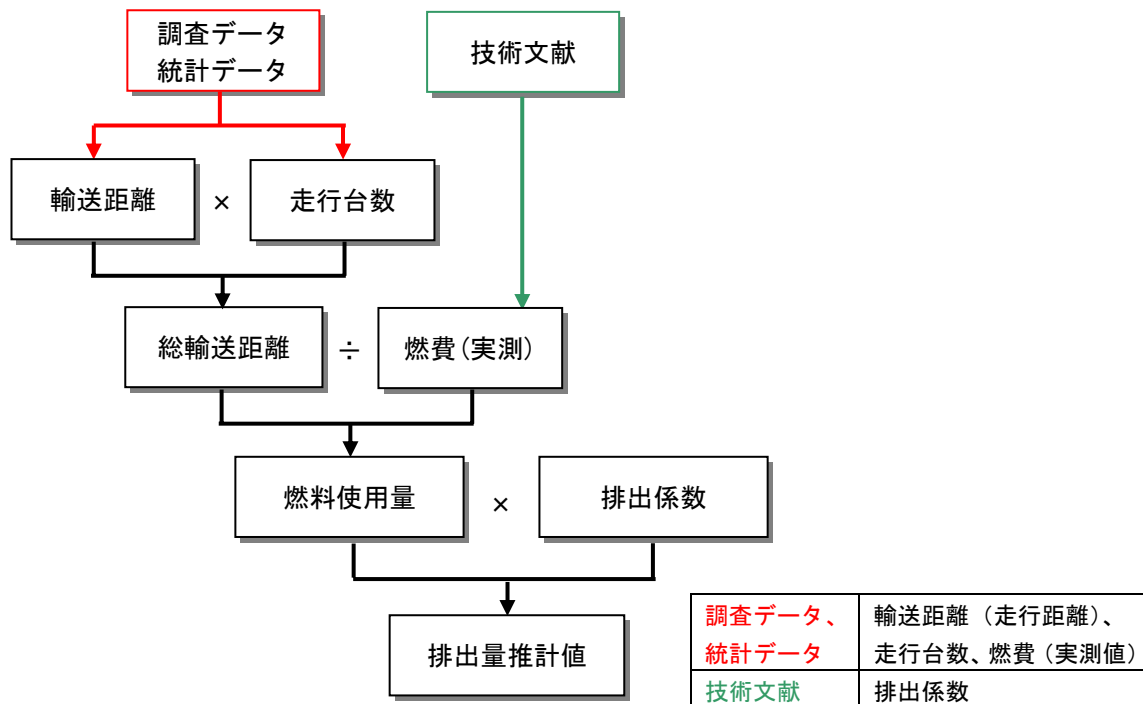 調査データ
統計データ
技術文献
輸送距離
×
走行台数
総輸送距離
÷
燃費(実測)
燃料使用量
×
排出係数
排出量推計値
調査データ、
統計データ
輸送距離(走行距離)、
走行台数、燃費(実測値)
技術文献
排出係数